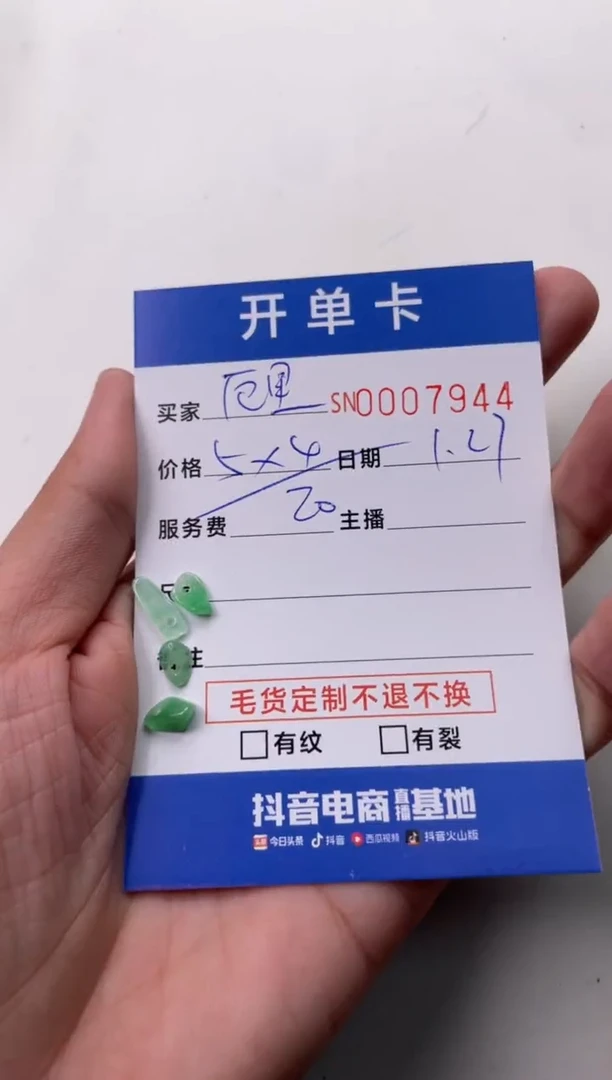 开单卡
买家 SN0007944
价格 5×4 日期 1.27
服务费 20 主播
注
毛货定制不退不换
有纹 有裂
抖音电商直播基地
今日头条 抖音 西瓜视频 抖音火山版